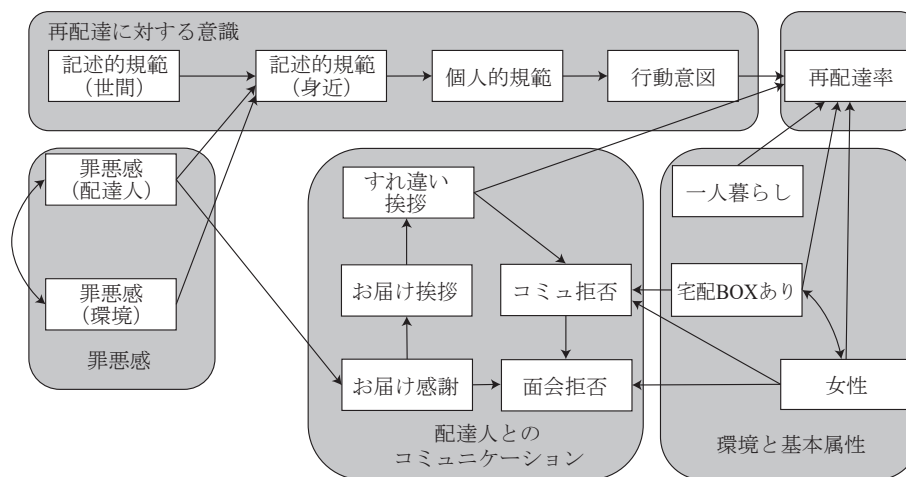 再配達に対する意識
記述的規範
(世間)
記述的規範
(身近)
個人的規範
行動意図
再配達率
罪悪感
(配達人)
罪悪感
(環境)
罪悪感
すれ違い
挨拶
お届け挨拶
コミュ拒否
お届け感謝
面会拒否
配達人との
コミュニケーション
一人暮らし
宅配BOXあり
女性
環境と基本属性